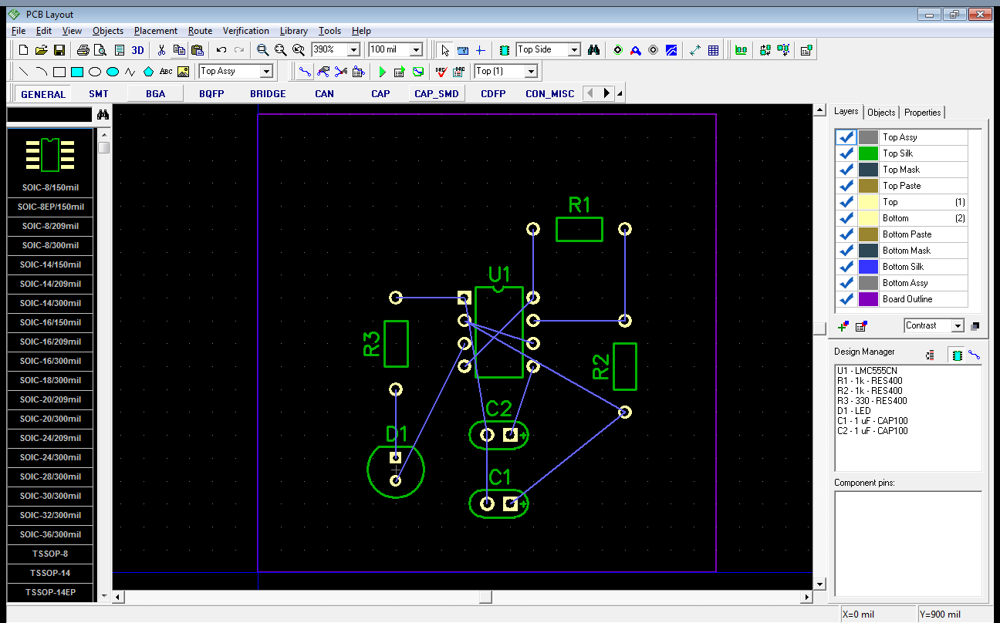 PCB Layout
File Edit View Objects Placement Route Verification Library Tools Help
3D 390% 100 mil Top Side
ABC Top Assy DRC DRC Top (1)
GENERAL SMT BGA BQFP BRIDGE CAN CAP CAP_SMD CDFP CON_MISC
SOIC-8/150mil
SOIC-8EP/150mil
SOIC-8/209mil
SOIC-8/300mil
SOIC-14/150mil
SOIC-14/209mil
SOIC-14/300mil
SOIC-16/150mil
SOIC-16/209mil
SOIC-16/300mil
SOIC-18/300mil
SOIC-20/209mil
SOIC-20/300mil
SOIC-24/209mil
SOIC-24/300mil
SOIC-28/300mil
SOIC-30/300mil
SOIC-32/300mil
SOIC-36/300mil
TSSOP-8
TSSOP-14
TSSOP-14EP
R1
U1
R3
R2
C2
D1
C1
Layers Objects Properties
Top Assy
Top Silk
Top Mask
Top Paste
Top (1)
Bottom (2)
Bottom Paste
Bottom Mask
Bottom Silk
Bottom Assy
Board Outline
Contrast
Design Manager
U1 - LMC555CN
R1 - 1k - RES400
R2 - 1k - RES400
R3 - 330 - RES400
D1 - LED
C1 - 1 uF - CAP100
C2 - 1 uF - CAP100
Component pins:
X=0 mil Y=900 mil